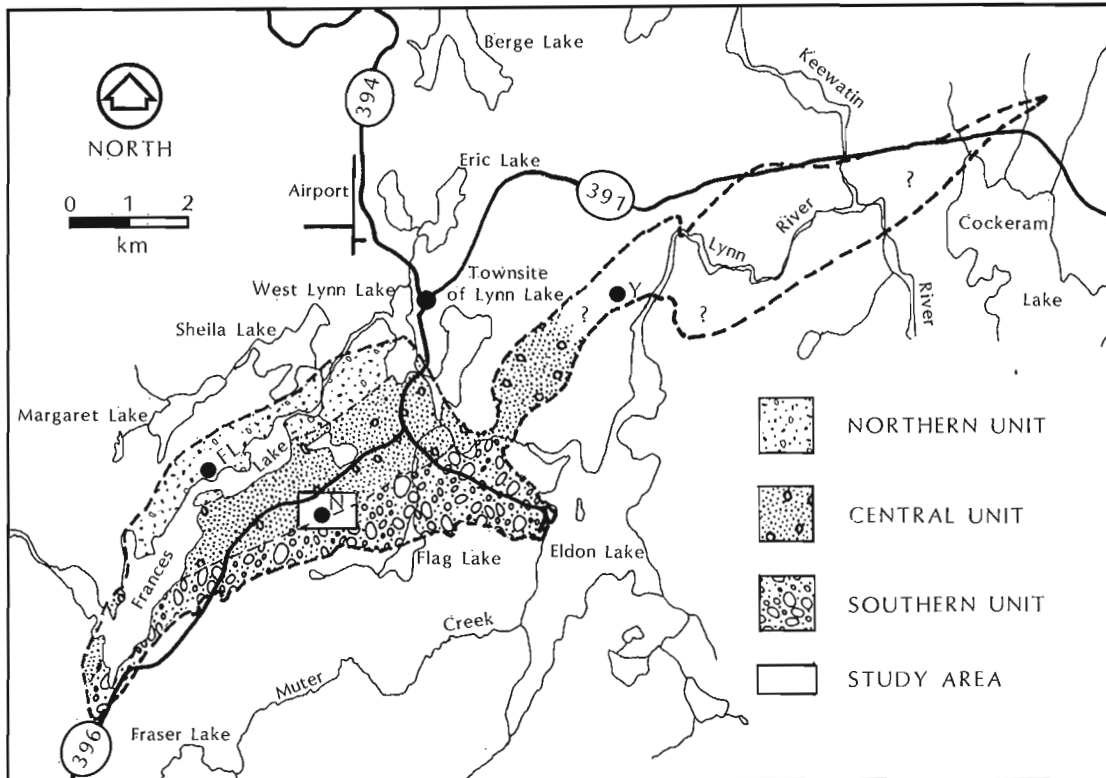 Berge Lake
Keewatin
394
NORTH
Eric Lake
Airport
391
?
0 1 2
km
Cockeram
Lynn
River
Townsite
of Lynn Lake
West Lynn Lake
Y
?
?
River
Lake
Sheila Lake
Margaret Lake
NORTHERN UNIT
FL
Lake
N
CENTRAL UNIT
Flag Lake
Eldon Lake
Frances
SOUTHERN UNIT
Creek
Muter
STUDY AREA
Fraser Lake
396